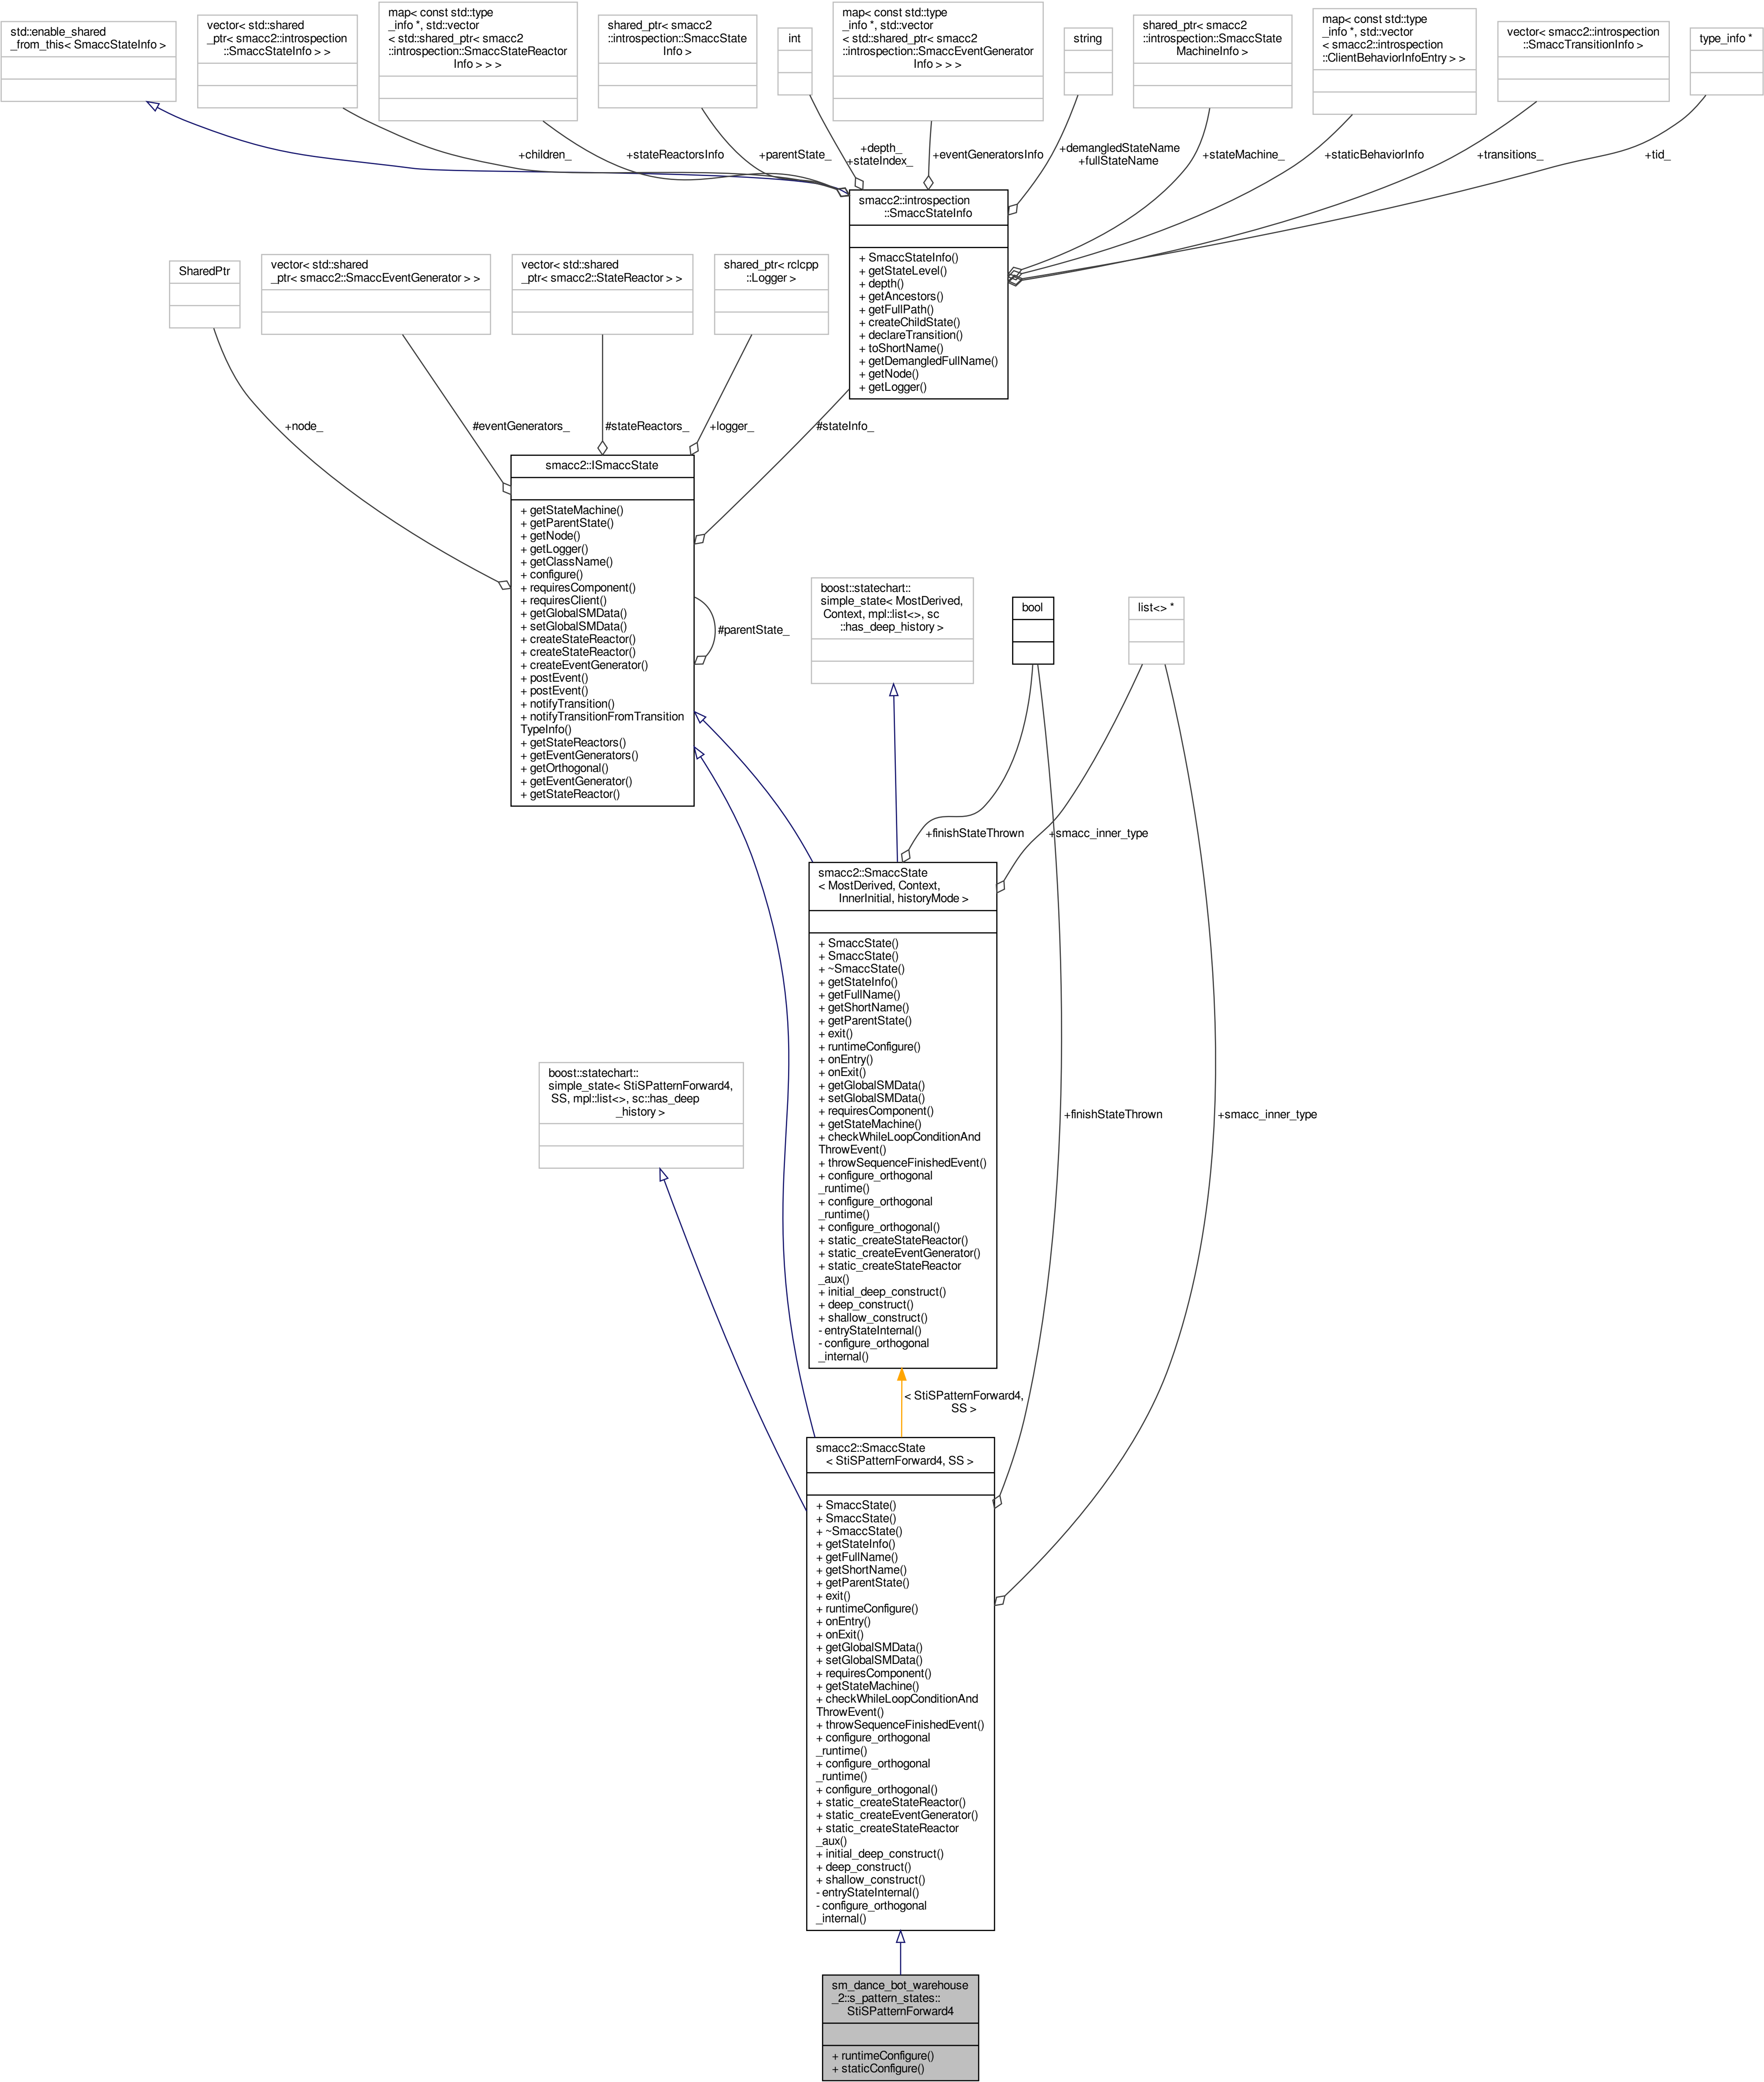 std::enable_shared
_from_this< SmaccStateInfo >
vector< std::shared
_ptr< smacc2::introspection
::SmaccStateInfo > >
map< const std::type
_info *, std::vector
< std::shared_ptr< smacc2
::introspection::SmaccStateReactor
Info > > >
shared_ptr< smacc2
::introspection::SmaccState
Info >
int
map< const std::type
_info *, std::vector
< std::shared_ptr< smacc2
::introspection::SmaccEventGenerator
Info > > >
string
shared_ptr< smacc2
::introspection::SmaccState
MachineInfo >
map< const std::type
_info *, std::vector
< smacc2::introspection
::ClientBehaviorInfoEntry > >
vector< smacc2::introspection
::SmaccTransitionInfo >
type_info *
+children_
+stateReactorsInfo
+parentState_
+depth_
+stateIndex_
+eventGeneratorsInfo
+demangledStateName
+fullStateName
+stateMachine_
+staticBehaviorInfo
+transitions_
+tid_
smacc2::introspection
::SmaccStateInfo
+ SmaccStateInfo()
+ getStateLevel()
+ depth()
+ getAncestors()
+ getFullPath()
+ createChildState()
+ declareTransition()
+ toShortName()
+ getDemangledFullName()
+ getNode()
+ getLogger()
SharedPtr
vector< std::shared
_ptr< smacc2::SmaccEventGenerator > >
vector< std::shared
_ptr< smacc2::StateReactor > >
shared_ptr< rclcpp
::Logger >
+node_
#eventGenerators_
#stateReactors_
+logger_
#stateInfo_
smacc2::ISmaccState
+ getStateMachine()
+ getParentState()
+ getNode()
+ getLogger()
+ getClassName()
+ configure()
+ requiresComponent()
+ requiresClient()
+ getGlobalSMData()
+ setGlobalSMData()
+ createStateReactor()
+ createStateReactor()
+ createEventGenerator()
+ postEvent()
+ postEvent()
+ notifyTransition()
+ notifyTransitionFromTransition
TypeInfo()
+ getStateReactors()
+ getEventGenerators()
+ getOrthogonal()
+ getEventGenerator()
+ getStateReactor()
#parentState_
boost::statechart::
simple_state< MostDerived,
Context, mpl::list<>, sc
::has_deep_history >
bool
list<> *
+finishStateThrown
+smacc_inner_type
smacc2::SmaccState
< MostDerived, Context,
InnerInitial, historyMode >
+ SmaccState()
+ SmaccState()
+ ~SmaccState()
+ getStateInfo()
+ getFullName()
+ getShortName()
+ getParentState()
+ exit()
+ runtimeConfigure()
+ onEntry()
+ onExit()
+ getGlobalSMData()
+ setGlobalSMData()
+ requiresComponent()
+ getStateMachine()
+ checkWhileLoopConditionAnd
ThrowEvent()
+ throwSequenceFinishedEvent()
+ configure_orthogonal
_runtime()
+ configure_orthogonal
_runtime()
+ configure_orthogonal()
+ static_createStateReactor()
+ static_createEventGenerator()
+ static_createStateReactor
_aux()
+ initial_deep_construct()
+ deep_construct()
+ shallow_construct()
- entryStateInternal()
- configure_orthogonal
_internal()
boost::statechart::
simple_state< StiSPatternForward4,
SS, mpl::list<>, sc::has_deep
_history >
+finishStateThrown
+smacc_inner_type
< StiSPatternForward4,
SS >
smacc2::SmaccState
< StiSPatternForward4, SS >
+ SmaccState()
+ SmaccState()
+ ~SmaccState()
+ getStateInfo()
+ getFullName()
+ getShortName()
+ getParentState()
+ exit()
+ runtimeConfigure()
+ onEntry()
+ onExit()
+ getGlobalSMData()
+ setGlobalSMData()
+ requiresComponent()
+ getStateMachine()
+ checkWhileLoopConditionAnd
ThrowEvent()
+ throwSequenceFinishedEvent()
+ configure_orthogonal
_runtime()
+ configure_orthogonal
_runtime()
+ configure_orthogonal()
+ static_createStateReactor()
+ static_createEventGenerator()
+ static_createStateReactor
_aux()
+ initial_deep_construct()
+ deep_construct()
+ shallow_construct()
- entryStateInternal()
- configure_orthogonal
_internal()
sm_dance_bot_warehouse
_2::s_pattern_states::
StiSPatternForward4
+ runtimeConfigure()
+ staticConfigure()